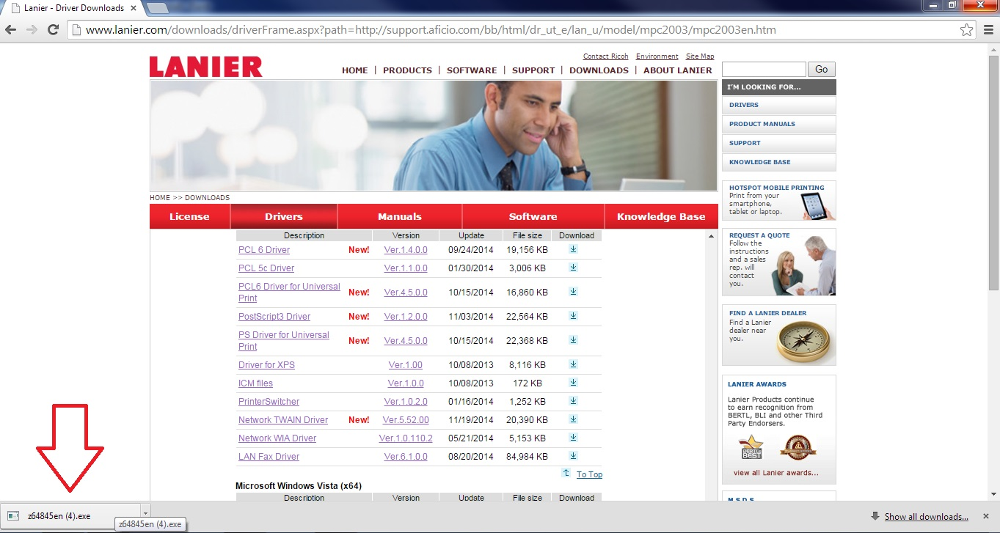 Lanier - Driver Downloads
www.lanier.com/downloads/driverFrame.aspx?path=http://support.aficio.com/bb/html/dr_ut_e/lan_u/model/mpc2003/mpc2003en.htm
LANIER
Contact Ricoh Environment Site Map
HOME | PRODUCTS | SOFTWARE | SUPPORT | DOWNLOADS | ABOUT LANIER
Go
I'M LOOKING FOR...
DRIVERS
PRODUCT MANUALS
SUPPORT
KNOWLEDGE BASE
HOTSPOT MOBILE PRINTING
Print from your
smartphone,
tablet or laptop.
REQUEST A QUOTE
Follow the
instructions
and a sales
rep. will
contact
you.
FIND A LANIER DEALER
Find a Lanier
dealer near
you.
LANIER AWARDS
Lanier Products continue
to earn recognition from
BERTL, BLI and other Third
Party Endorsers.
BERTL'S
BEST
view all Lanier awards...
M S D S
HOME >> DOWNLOADS
License Drivers Manuals Software Knowledge Base
Description Version Update File size Download
PCL 6 Driver New! Ver.1.4.0.0 09/24/2014 19,156 KB
PCL 5c Driver Ver.1.1.0.0 01/30/2014 3,006 KB
PCL6 Driver for Universal
Print New! Ver.4.5.0.0 10/15/2014 16,860 KB
PostScript3 Driver New! Ver.1.2.0.0 11/03/2014 22,564 KB
PS Driver for Universal
Print New! Ver.4.5.0.0 10/15/2014 22,368 KB
Driver for XPS Ver.1.00 10/08/2013 8,116 KB
ICM files Ver.1.0.0 10/08/2013 172 KB
PrinterSwitcher Ver.1.0.2.0 01/16/2014 1,252 KB
Network TWAIN Driver New! Ver.5.52.00 11/19/2014 20,390 KB
Network WIA Driver Ver.1.0.110.2 05/21/2014 5,153 KB
LAN Fax Driver Ver.6.1.0.0 08/20/2014 84,984 KB
To Top
Microsoft Windows Vista (x64)
Description Version Update File size Download
z64845en (4).exe
z64845en (4).exe
Show all downloads...